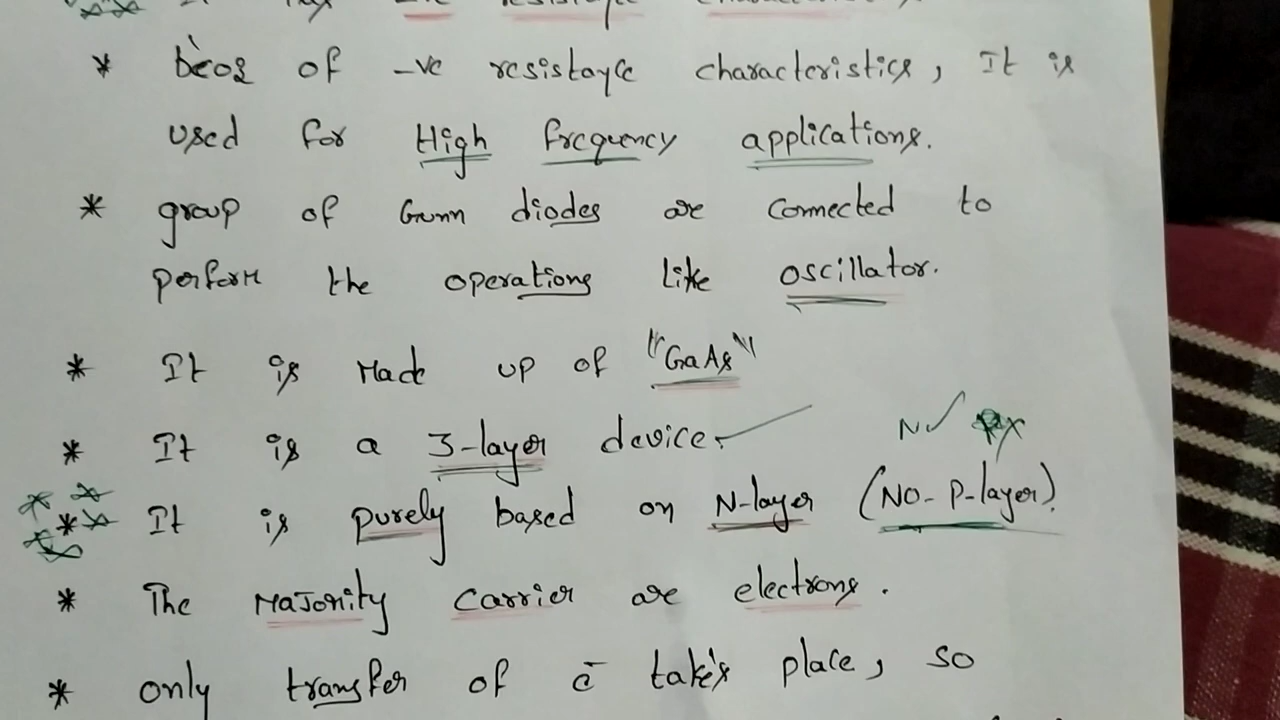 * becoz of -ve resistance characteristics, It is
used for High frequency applications.
* group of Gunn diodes are connected to
perform the operations like oscillator.
* It is Made up of "GaAs"
* It is a 3-layer device.
N✓ PX
* It is purely based on N-layer (NO-P-layer).
* The Majority carrier are electrons.
* only transfer of e⁻ take's place, so